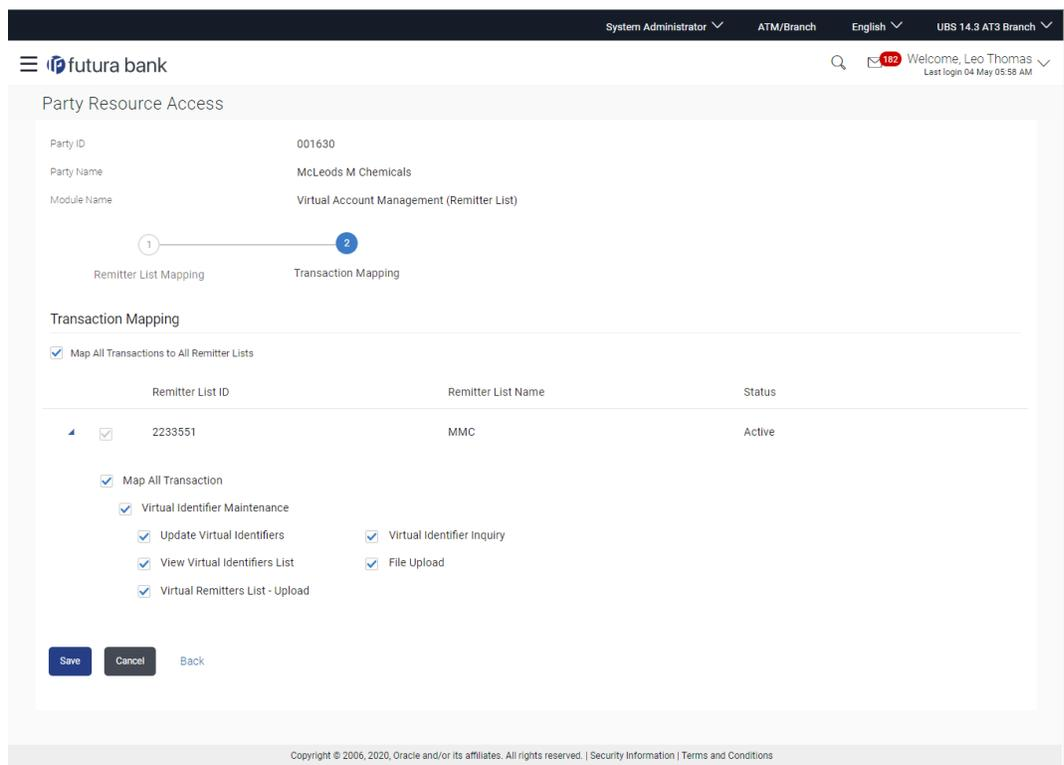 System Administrator ATM/Branch English UBS 14.3 AT3 Branch
futura bank 182 Welcome, Leo Thomas
Last login 04 May 05:58 AM
Party Resource Access
Party ID 001630
Party Name McLeods M Chemicals
Module Name Virtual Account Management (Remitter List)
1 2
Remitter List Mapping Transaction Mapping
Transaction Mapping
Map All Transactions to All Remitter Lists
Remitter List ID Remitter List Name Status
2233551 MMC Active
Map All Transaction
Virtual Identifier Maintenance
Update Virtual Identifiers Virtual Identifier Inquiry
View Virtual Identifiers List File Upload
Virtual Remitters List - Upload
Save Cancel Back
Copyright © 2006, 2020, Oracle and/or its affiliates. All rights reserved. | Security Information | Terms and Conditions